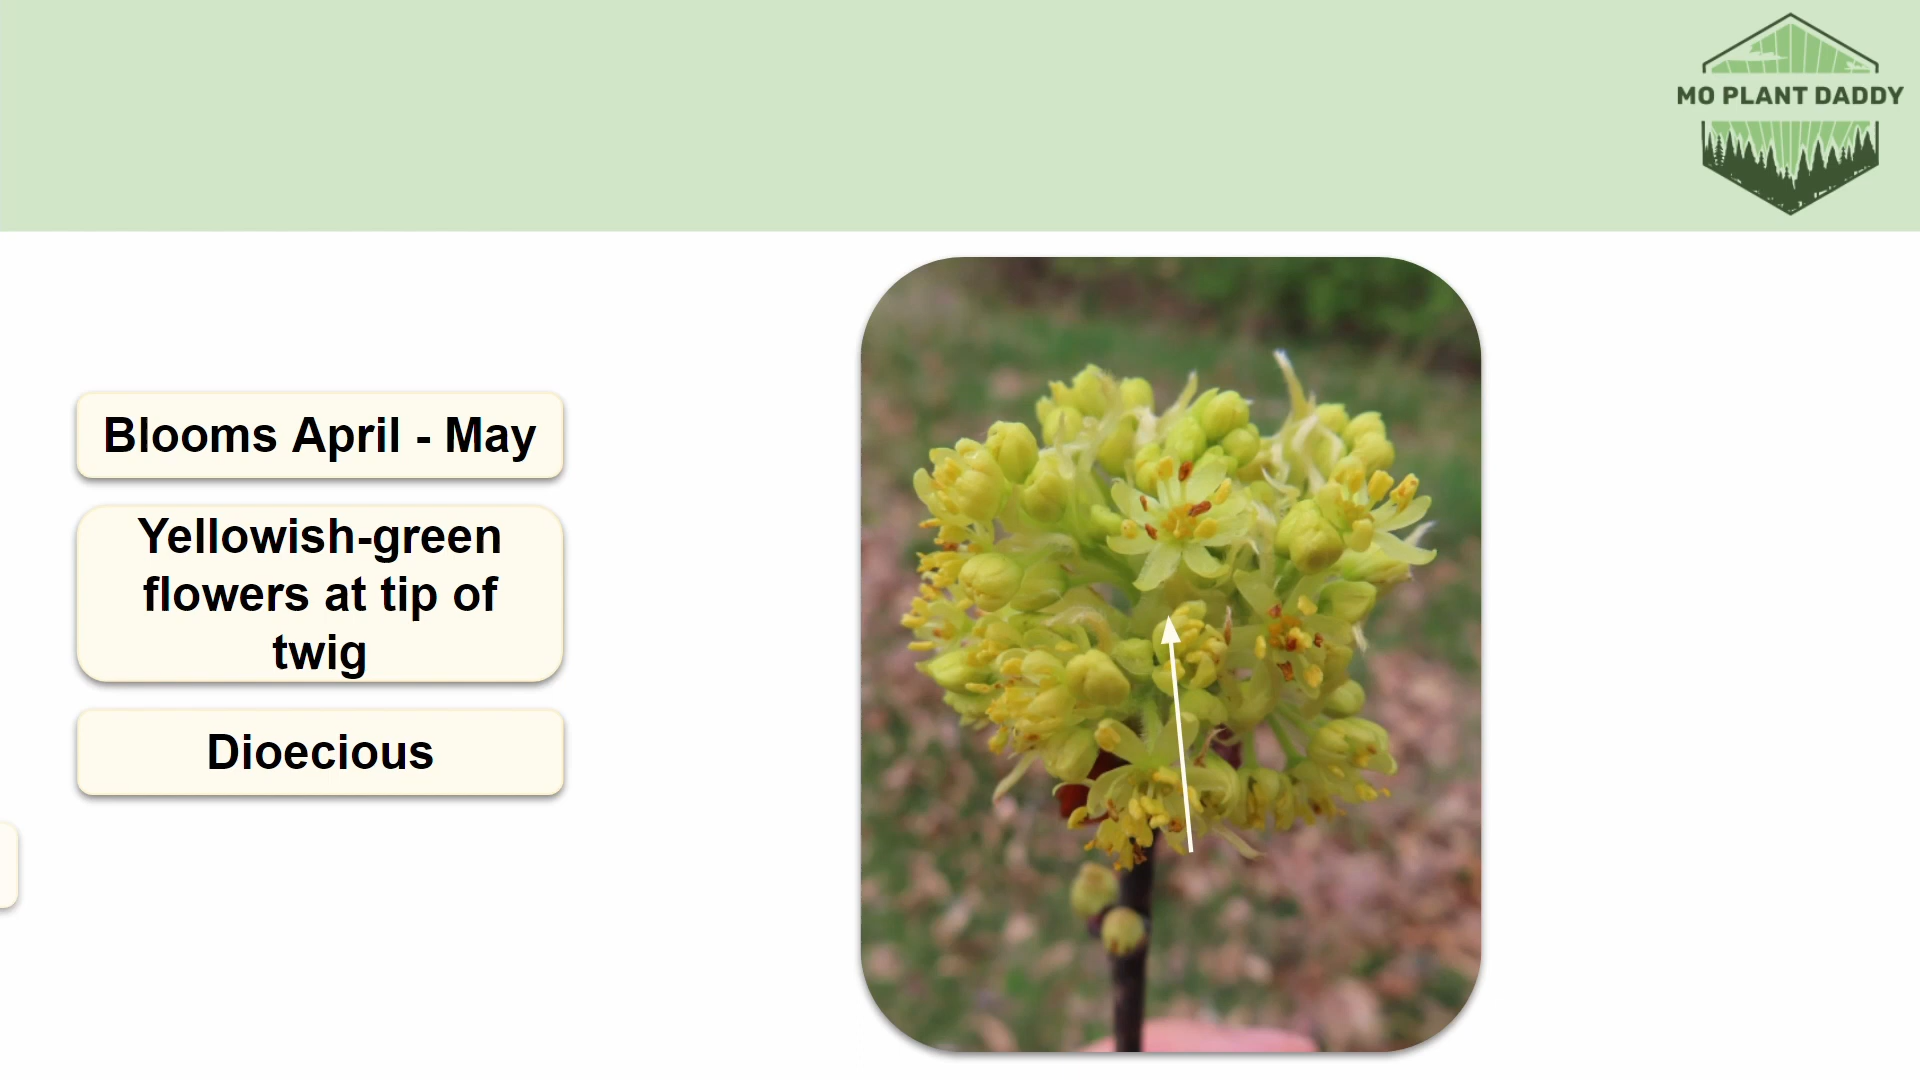 MO PLANT DADDY
Blooms April - May
Yellowish-green
flowers at tip of
twig
Dioecious